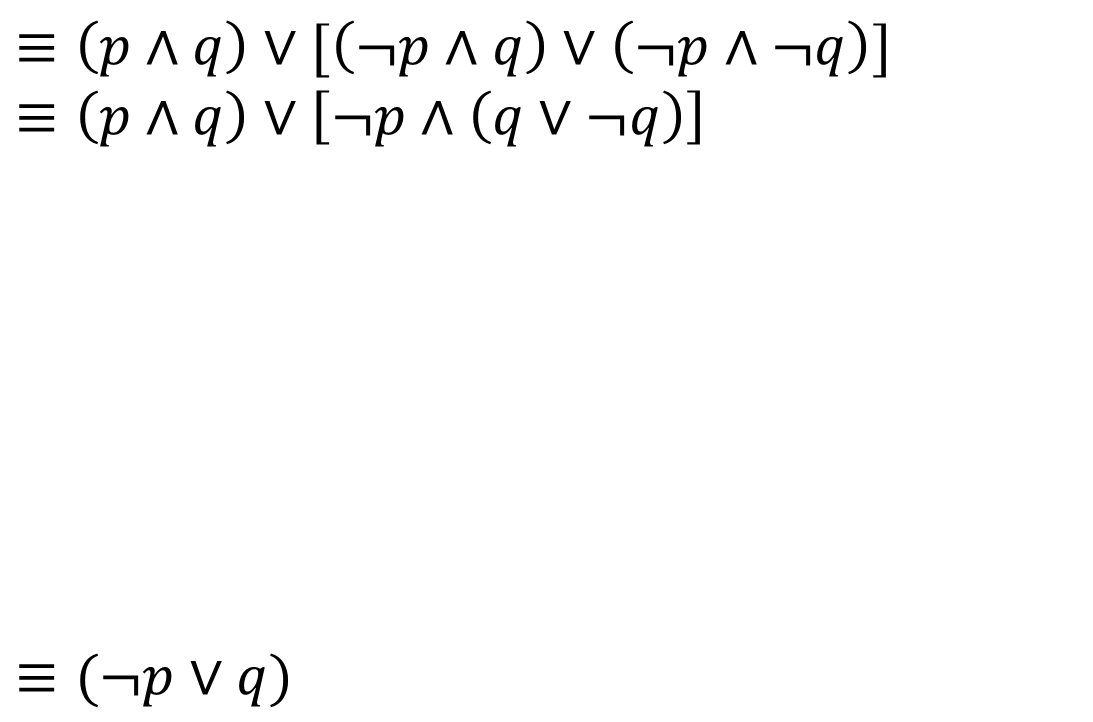 ≡ (p ∧ q) ∨ [(¬p ∧ q) ∨ (¬p ∧ ¬q)]
≡ (p ∧ q) ∨ [¬p ∧ (q ∨ ¬q)]
≡ (¬p ∨ q)